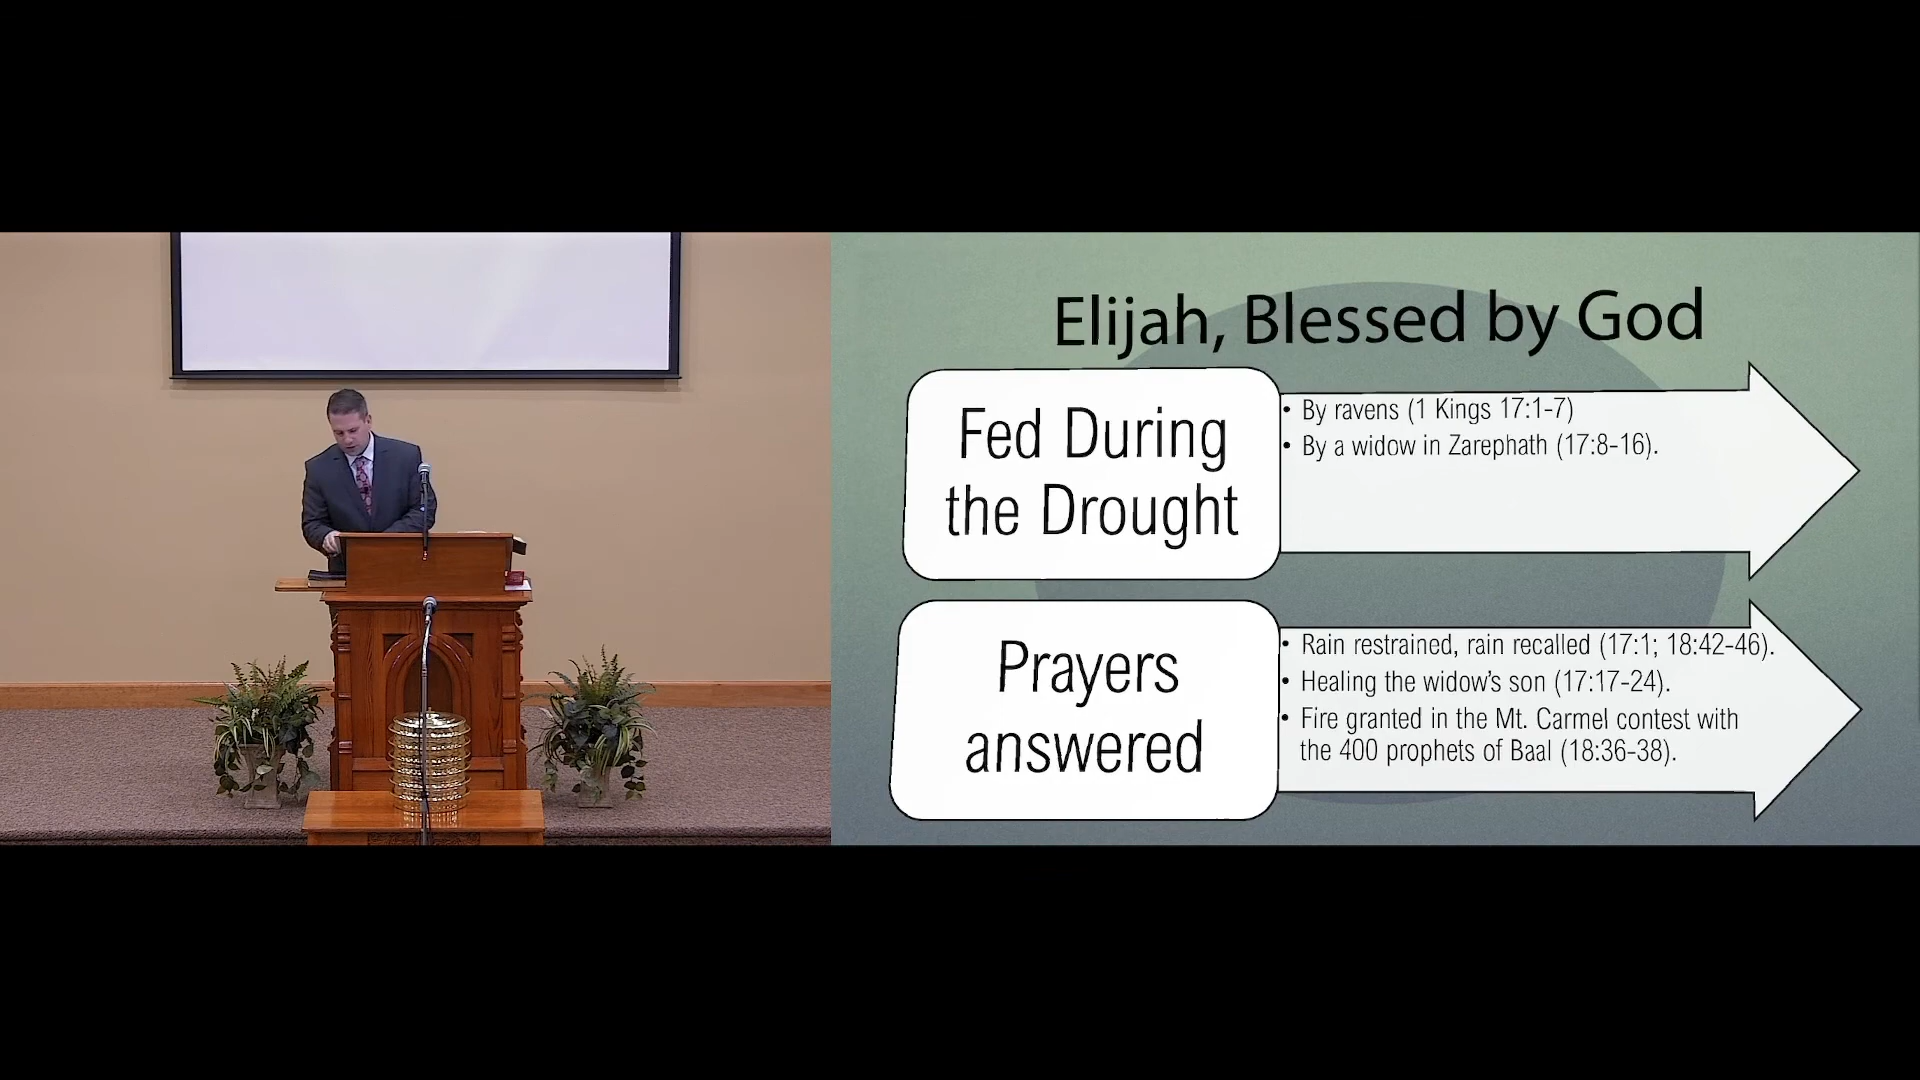 Elijah, Blessed by God
Fed During
the Drought
• By ravens (1 Kings 17:1-7)
• By a widow in Zarephath (17:8-16).
Prayers
answered
• Rain restrained, rain recalled (17:1; 18:42-46).
• Healing the widow's son (17:17-24).
• Fire granted in the Mt. Carmel contest with
the 400 prophets of Baal (18:36-38).